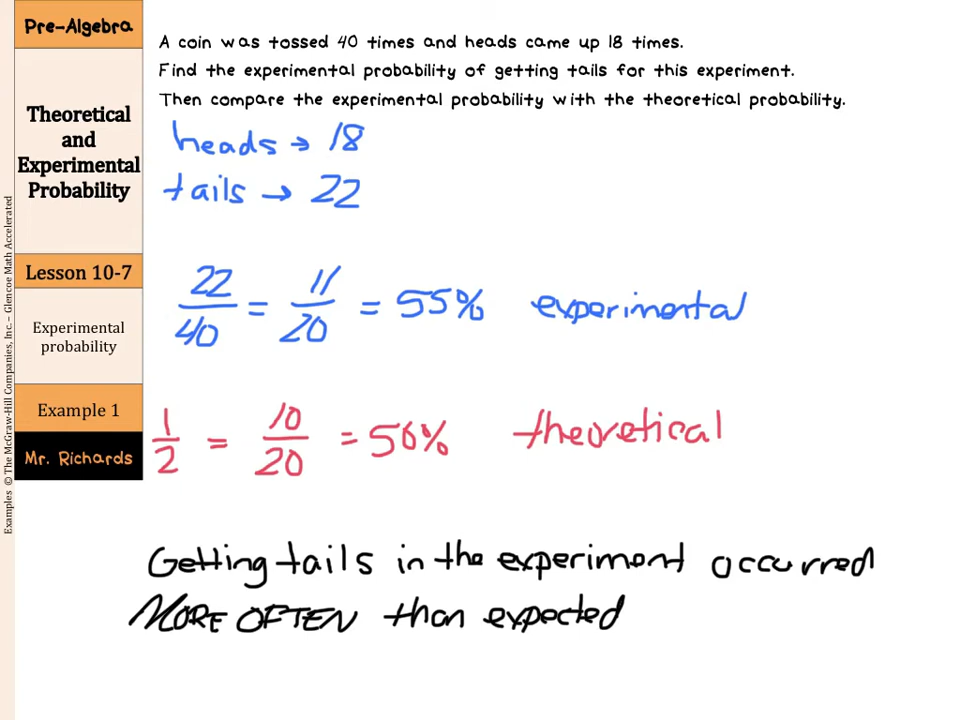 Pre-Algebra
Theoretical
and
Experimental
Probability
Lesson 10-7
Experimental
probability
Example 1
Mr. Richards
Examples © The McGraw-Hill Companies, Inc. – Glencoe Math Accelerated
A coin was tossed 40 times and heads came up 18 times.
Find the experimental probability of getting tails for this experiment.
Then compare the experimental probability with the theoretical probability.
heads → 18
tails → 22
22/40 = 11/20 = 55% experimental
1/2 = 10/20 = 50% theoretical
Getting tails in the experiment occurred
MORE OFTEN than expected